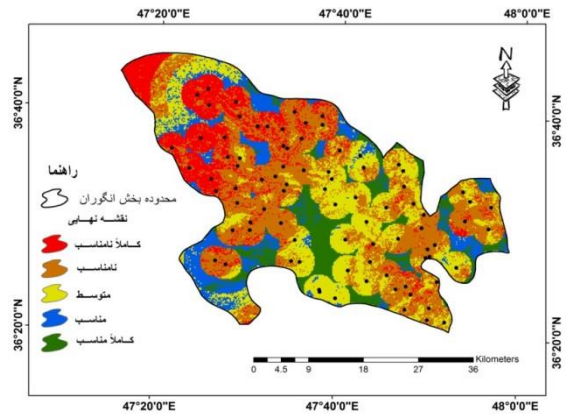 47°20'0"E 47°40'0"E 48°0'0"E
N
36°40'0"N 36°40'0"N
راهنما
محدوده بخش انگوران
نقشه نهایی
کاملاً نامناسب
نامناسب
متوسط
مناسب
کاملاً مناسب
36°20'0"N 36°20'0"N
Kilometers
0 4.5 9 18 27 36
47°20'0"E 47°40'0"E 48°0'0"E